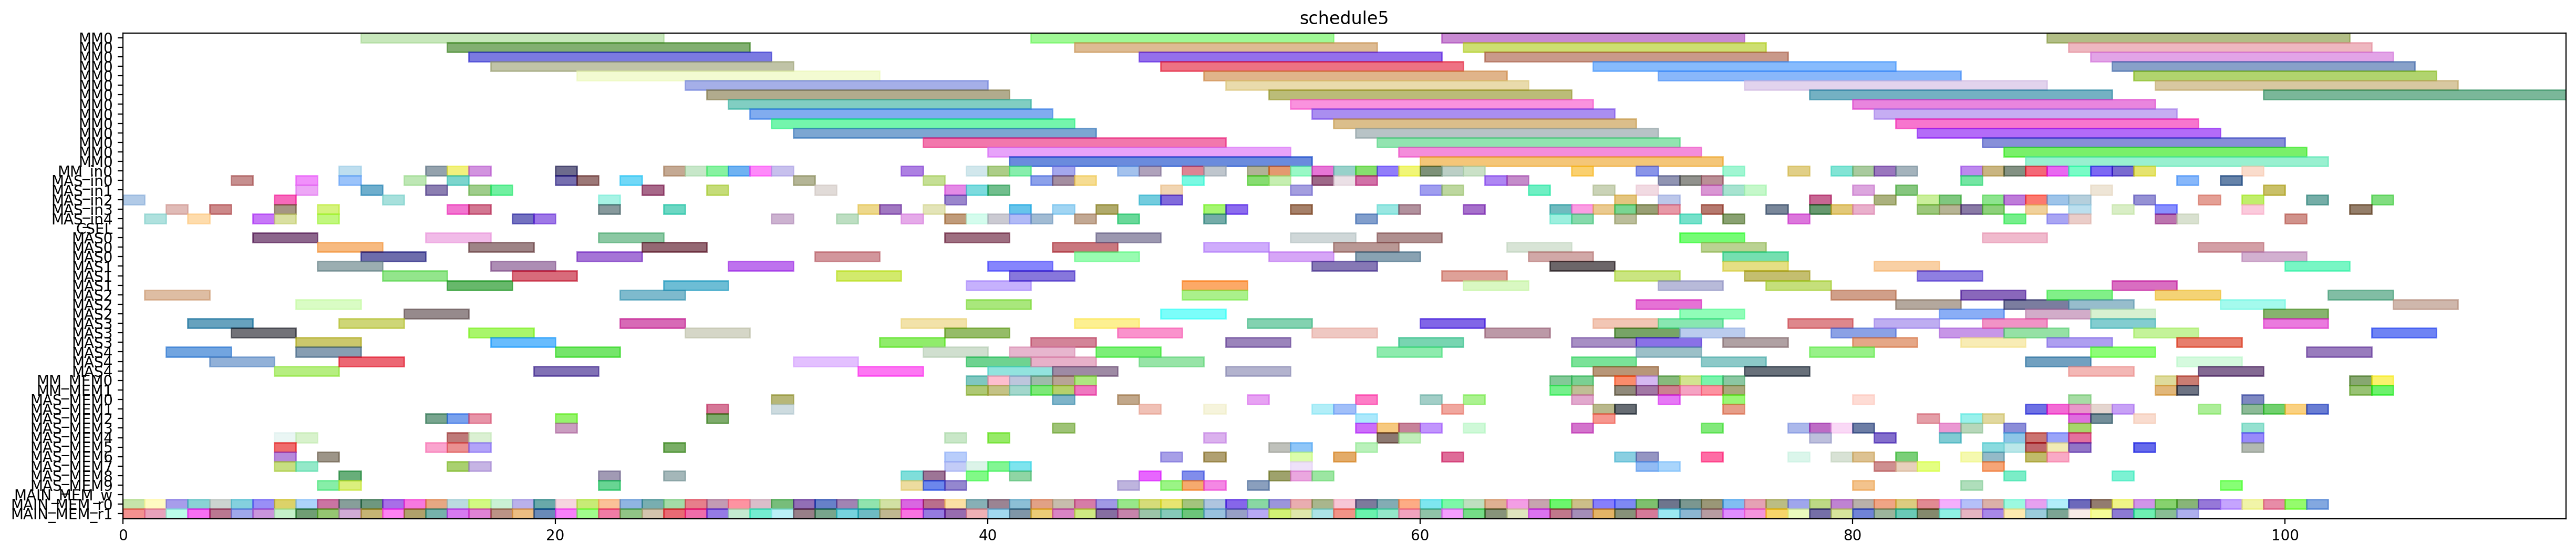 schedule5
MM0
MM0
MM0
MM0
MM0
MM0
MM0
MM0
MM0
MM0
MM0
MM0
MM0
MM0
MM_in0
MAS_in0
MAS_in1
MAS_in2
MAS_in3
MAS_in4
CSEL
MAS0
MAS0
MAS0
MAS1
MAS1
MAS1
MAS2
MAS2
MAS2
MAS3
MAS3
MAS3
MAS4
MAS4
MAS4
MM_MEM0
MM_MEM1
MAS_MEM0
MAS_MEM1
MAS_MEM2
MAS_MEM3
MAS_MEM4
MAS_MEM5
MAS_MEM6
MAS_MEM7
MAS_MEM8
MAS_MEM9
MAIN_MEM_w
MAIN_MEM_r0
MAIN_MEM_r1
0 20 40 60 80 100